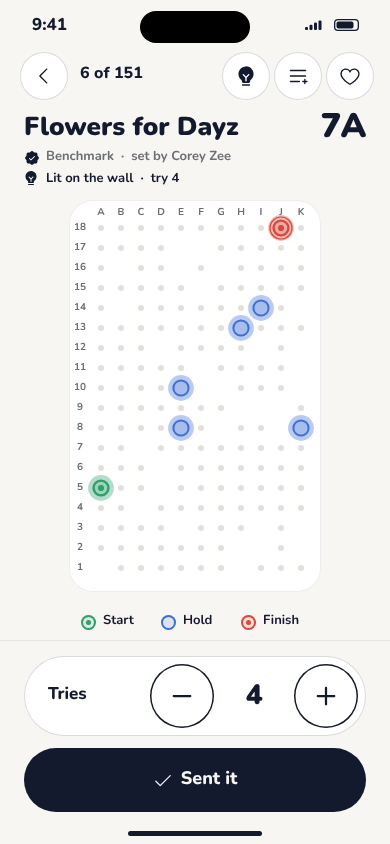 9:41
6 of 151
Flowers for Dayz
7A
Benchmark · set by Corey Zee
Lit on the wall · try 4
A B C D E F G H I J K
18
17
16
15
14
13
12
11
10
9
8
7
6
5
4
3
2
1
Start
Hold
Finish
Tries
4
Sent it